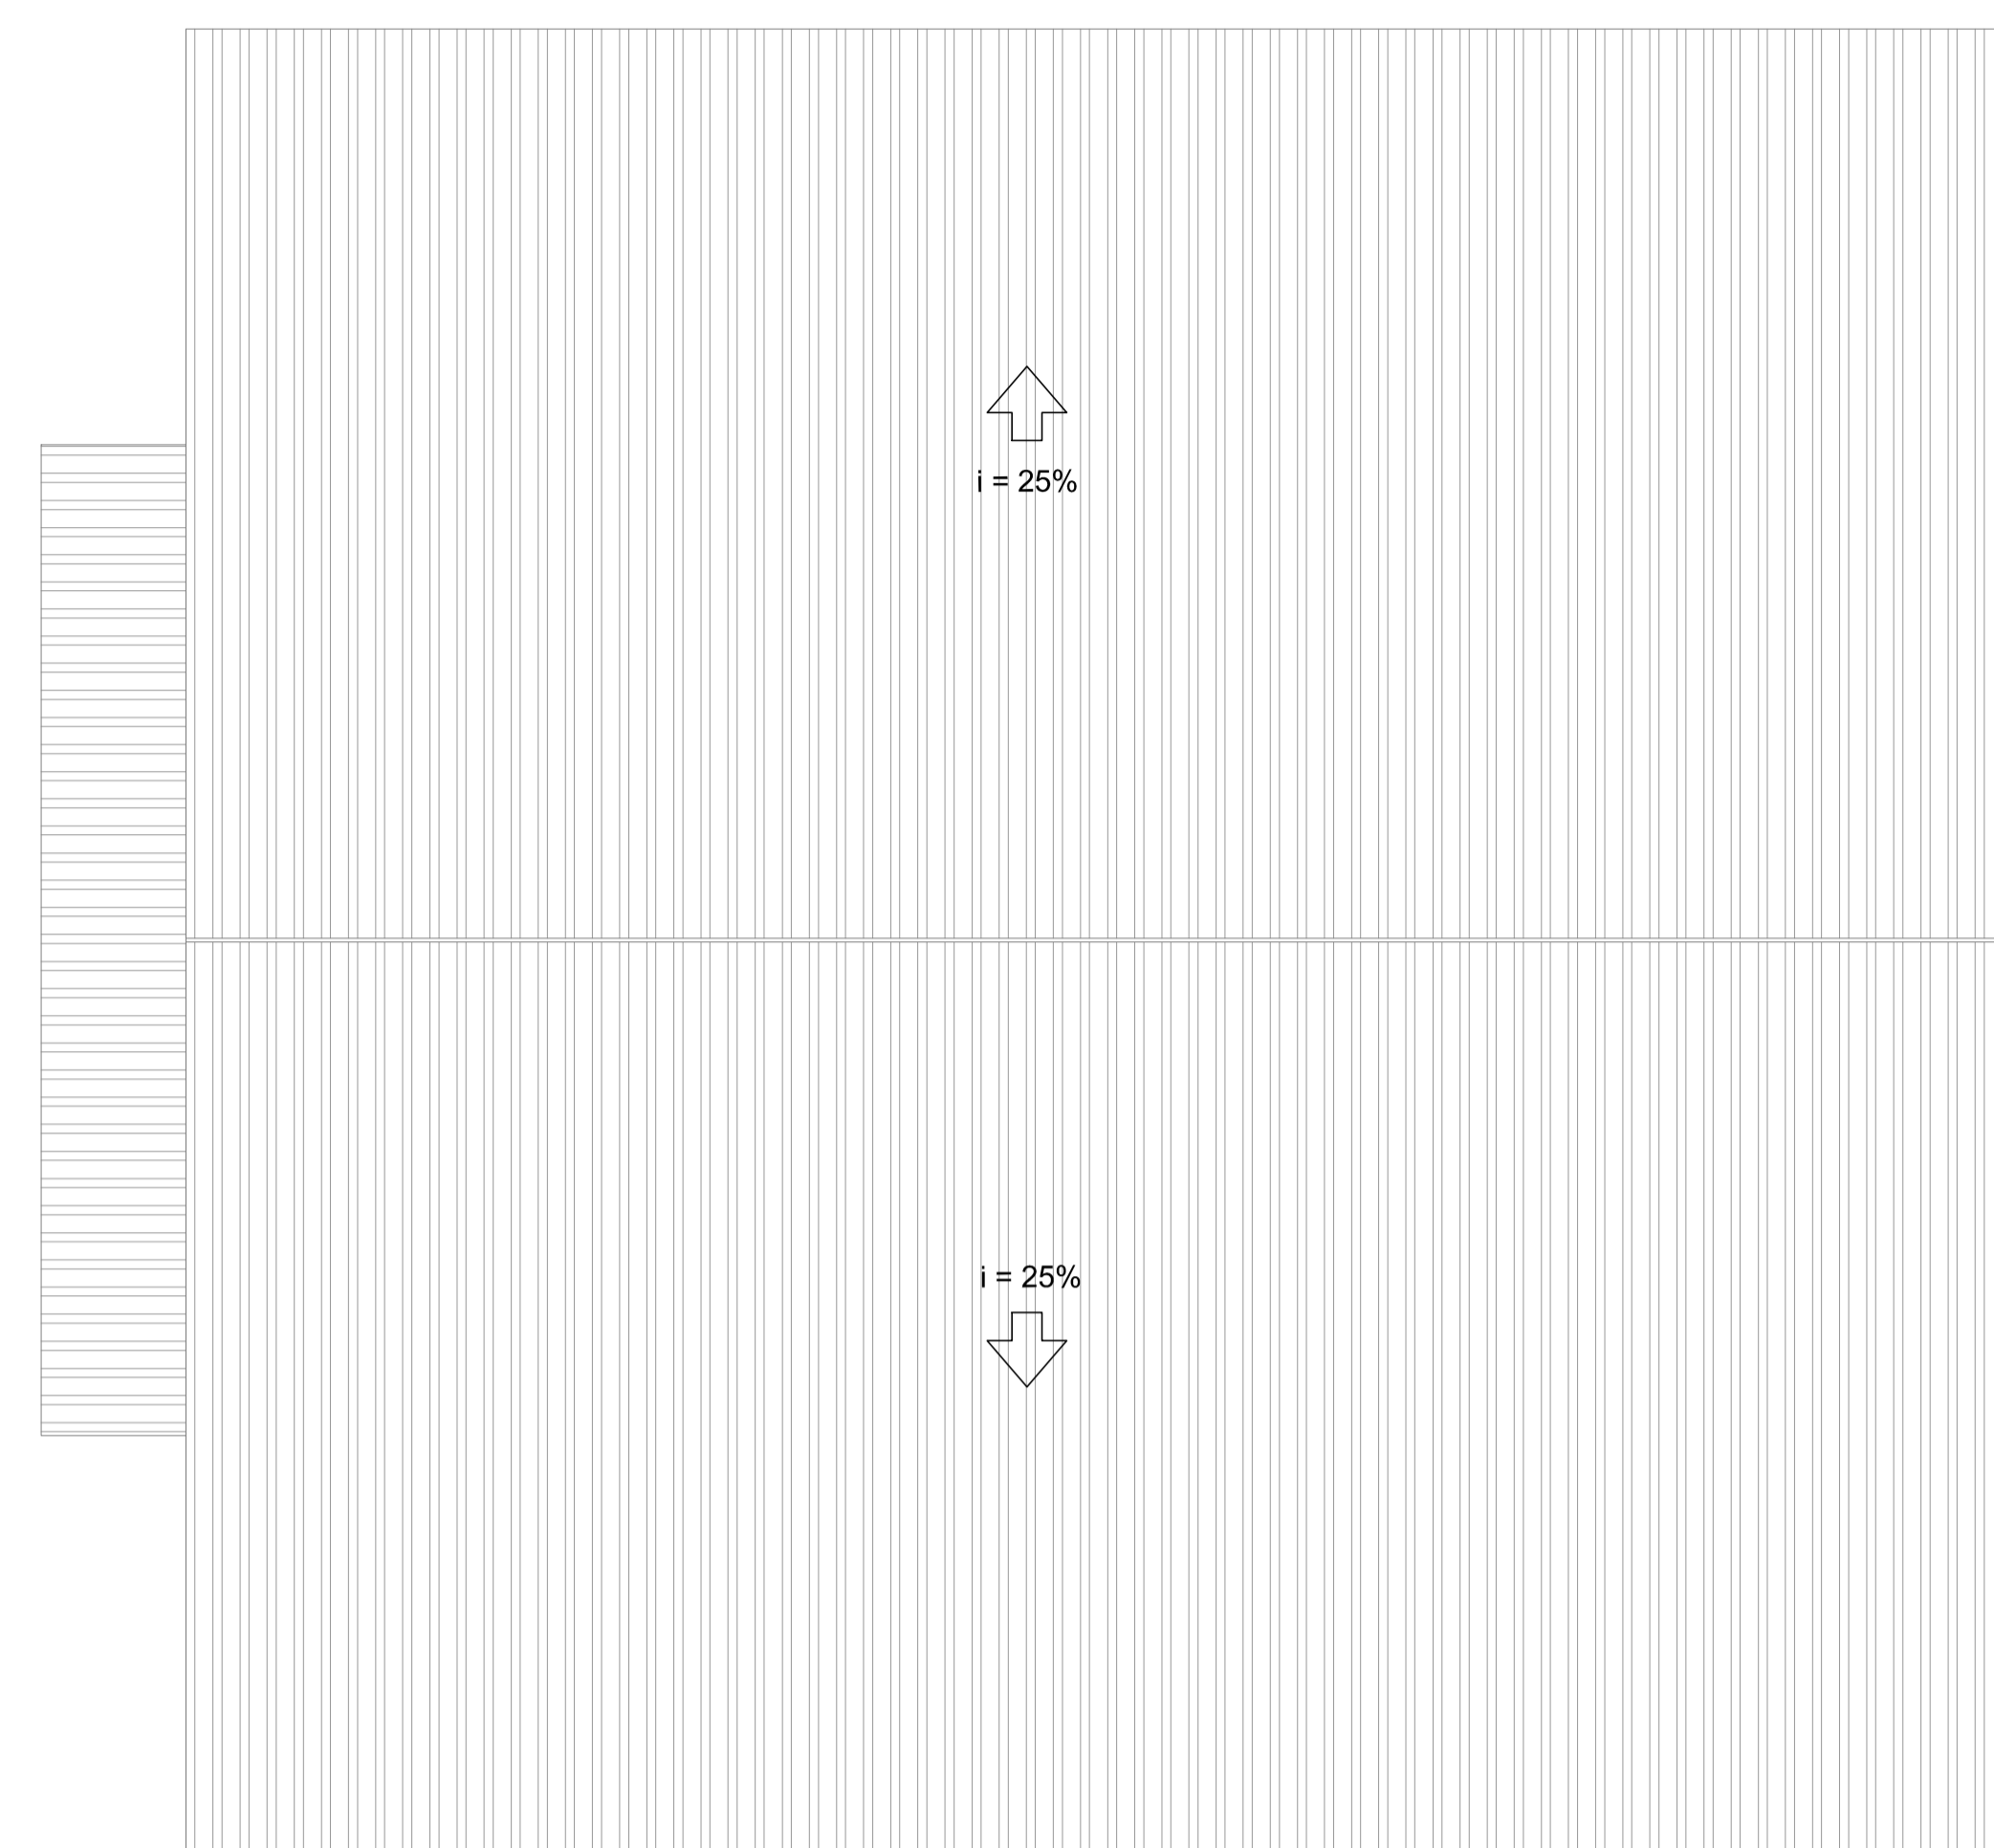 i = 25%
i = 25%